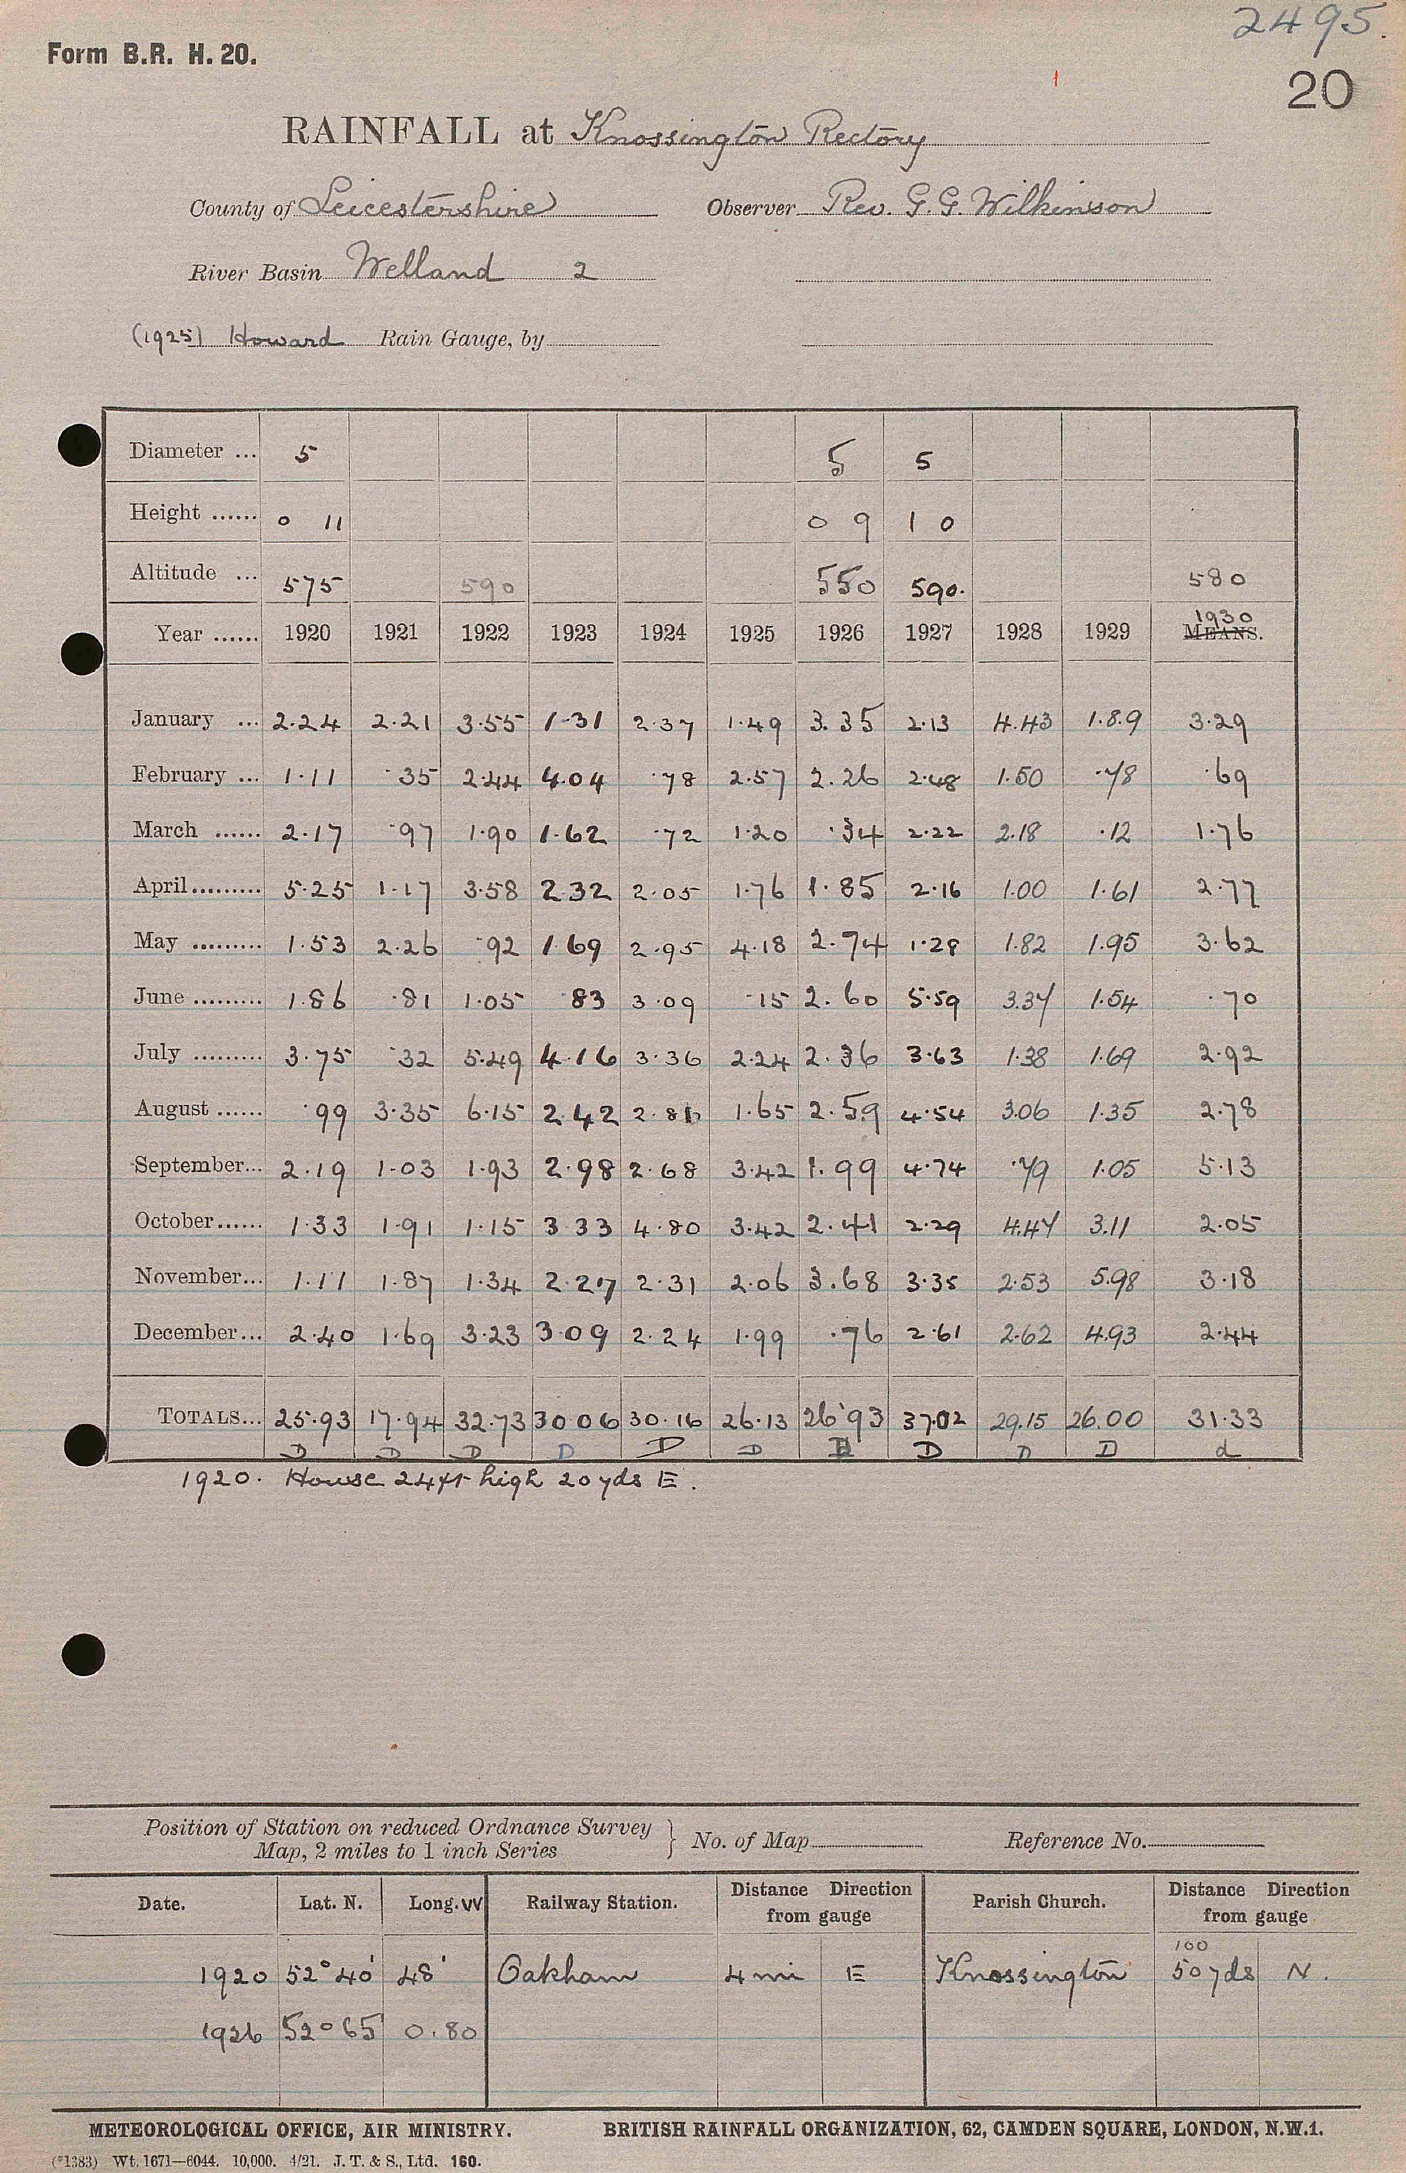 2495.
Form B.R. H. 20.
20
RAINFALL at Knossington Rectory
County of Leicestershire Observer Rev. G. G. Wilkinson
River Basin Welland 2
(1925) Howard Rain Gauge, by
Diameter ... 5 5 5
Height ...... 0 11 0 9 1 0
Altitude ... 575 590 550 590. 580
1930
Year ...... 1920 1921 1922 1923 1924 1925 1926 1927 1928 1929 MEANS.
January ... 2.24 2.21 3.55 1.31 2.37 1.49 3.35 2.13 4.43 1.89 3.29
February ... 1.11 .35 2.44 4.04 .78 2.57 2.26 2.48 1.50 .78 .69
March ...... 2.17 .97 1.90 1.62 .72 1.20 .34 2.22 2.18 .12 1.76
April ......... 5.25 1.17 3.58 2.32 2.05 1.76 1.85 2.16 1.00 1.61 2.77
May ......... 1.53 2.26 .92 1.69 2.95 4.18 2.74 1.28 1.82 1.95 3.62
June ......... 1.86 .81 1.05 .83 3.09 .15 2.60 5.59 3.37 1.54 .70
July ......... 3.75 .32 5.49 4.16 3.36 2.24 2.36 3.63 1.38 1.69 2.92
August ...... .99 3.35 6.15 2.42 2.81 1.65 2.59 4.54 3.06 1.35 2.78
September... 2.19 1.03 1.93 2.98 2.68 3.42 1.99 4.74 .79 1.05 5.13
October...... 1.33 1.91 1.15 3.33 4.80 3.42 2.41 2.29 4.47 3.11 2.05
November... 1.11 1.87 1.34 2.27 2.31 2.06 3.68 3.35 2.53 5.98 3.18
December... 2.40 1.69 3.23 3.09 2.24 1.99 .76 2.61 2.62 4.93 2.44
TOTALS... 25.93 17.94 32.73 30 06 30.16 26.13 26.93 37.02 29.15 26.00 31.33
D D D D D D D D D d
1920. House 24ft high 20yds E.
Position of Station on reduced Ordnance Survey
Map, 2 miles to 1 inch Series } No. of Map Reference No.
Date. Lat. N. Long. W Railway Station. Distance Direction from gauge Parish Church. Distance Direction from gauge
100
1920 52° 40' 48' Oakham 4 mi E Knossington 50yds N.
1926 52° 65' 0.80
METEOROLOGICAL OFFICE, AIR MINISTRY. BRITISH RAINFALL ORGANIZATION, 62, CAMDEN SQUARE, LONDON, N.W.1.
(*1383) Wt. 1671—6044. 10,000. 4/21. J. T. & S., Ltd. 160.